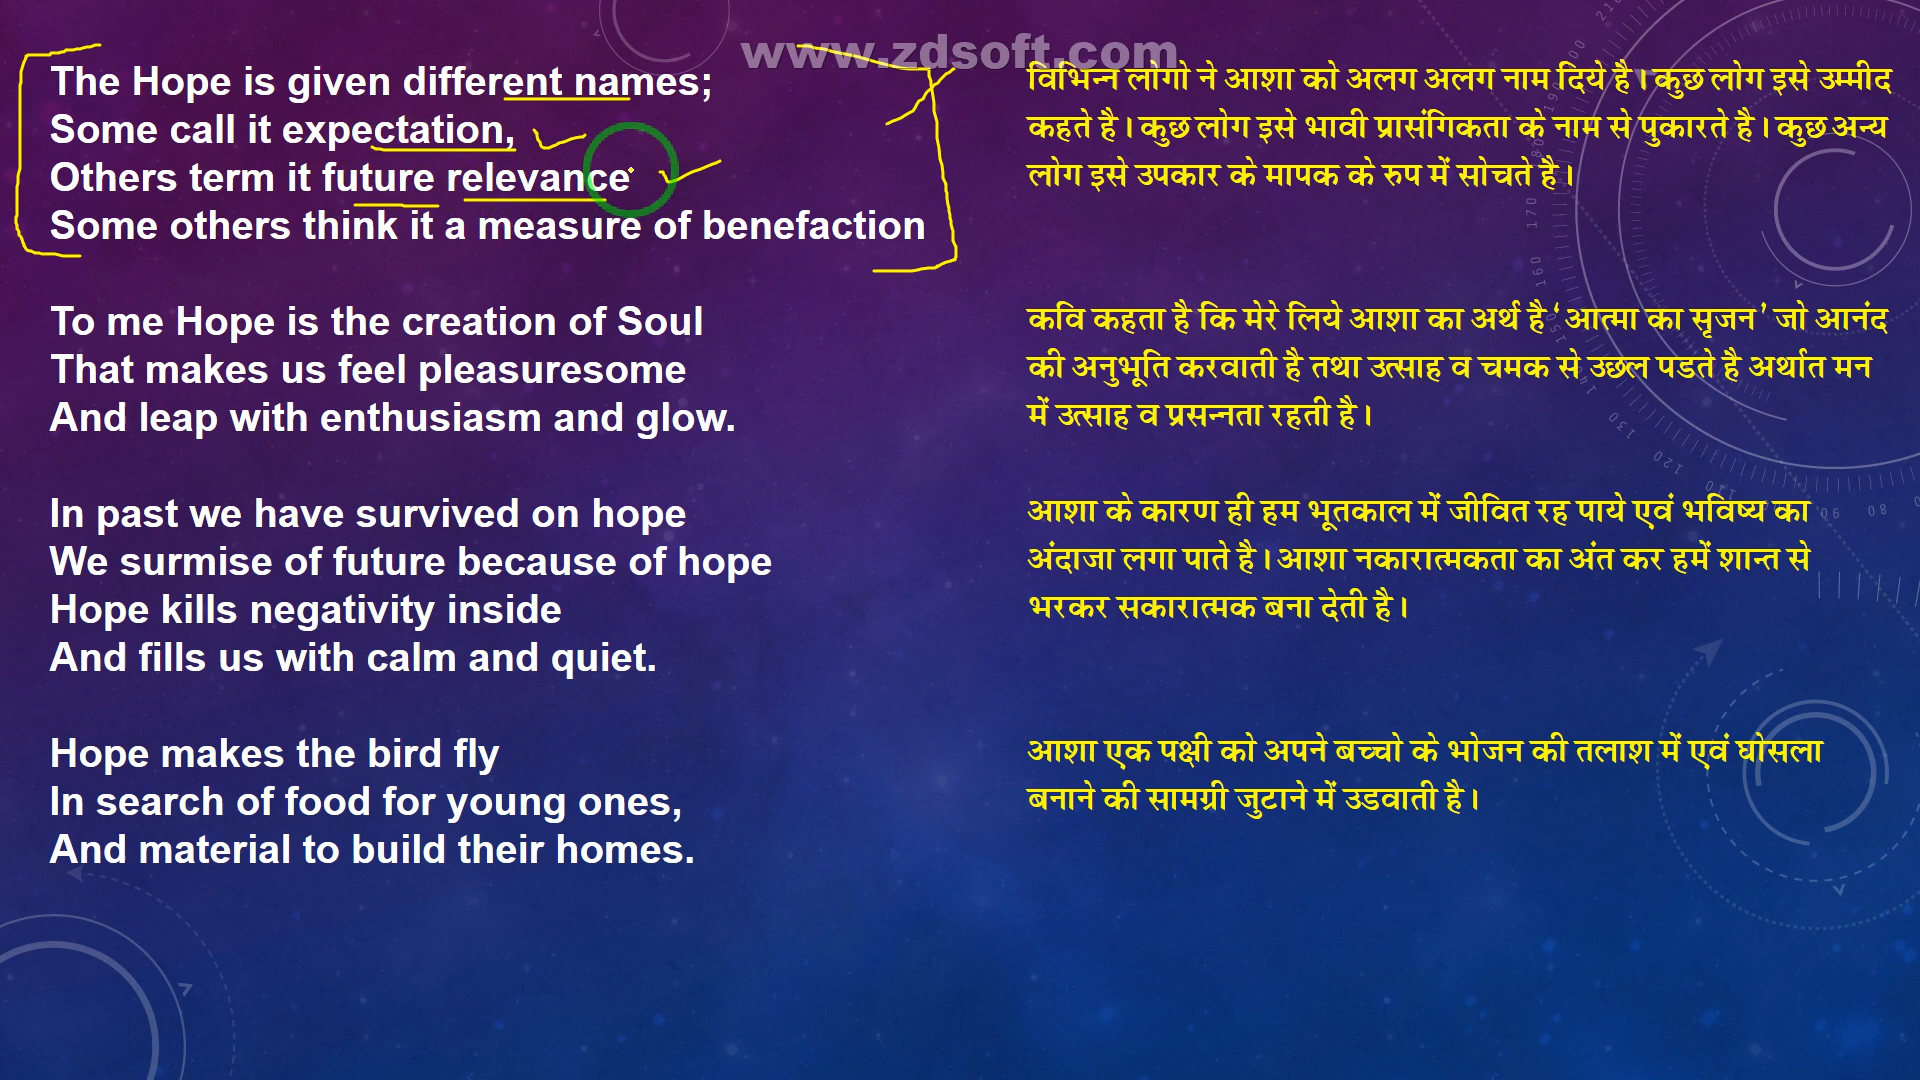 www.zdsoft.com
The Hope is given different names;
Some call it expectation,
Others term it future relevance
Some others think it a measure of benefaction
To me Hope is the creation of Soul
That makes us feel pleasuresome
And leap with enthusiasm and glow.
In past we have survived on hope
We surmise of future because of hope
Hope kills negativity inside
And fills us with calm and quiet.
Hope makes the bird fly
In search of food for young ones,
And material to build their homes.
विभिन्न लोगो ने आशा को अलग अलग नाम दिये है। कुछ लोग इसे उम्मीद
कहते है। कुछ लोग इसे भावी प्रासंगिकता के नाम से पुकारते है। कुछ अन्य
लोग इसे उपकार के मापक के रुप में सोचते है।
कवि कहता है कि मेरे लिये आशा का अर्थ है ‘ आत्मा का सृजन’ जो आनंद
की अनुभूति करवाती है तथा उत्साह व चमक से उछल पडते है अर्थात मन
में उत्साह व प्रसन्नता रहती है।
आशा के कारण ही हम भूतकाल में जीवित रह पाये एवं भविष्य का
अंदाजा लगा पाते है। आशा नकारात्मकता का अंत कर हमें शान्त से
भरकर सकारात्मक बना देती है।
आशा एक पक्षी को अपने बच्चो के भोजन की तलाश में एवं घोसला
बनाने की सामग्री जुटाने में उडवाती है।